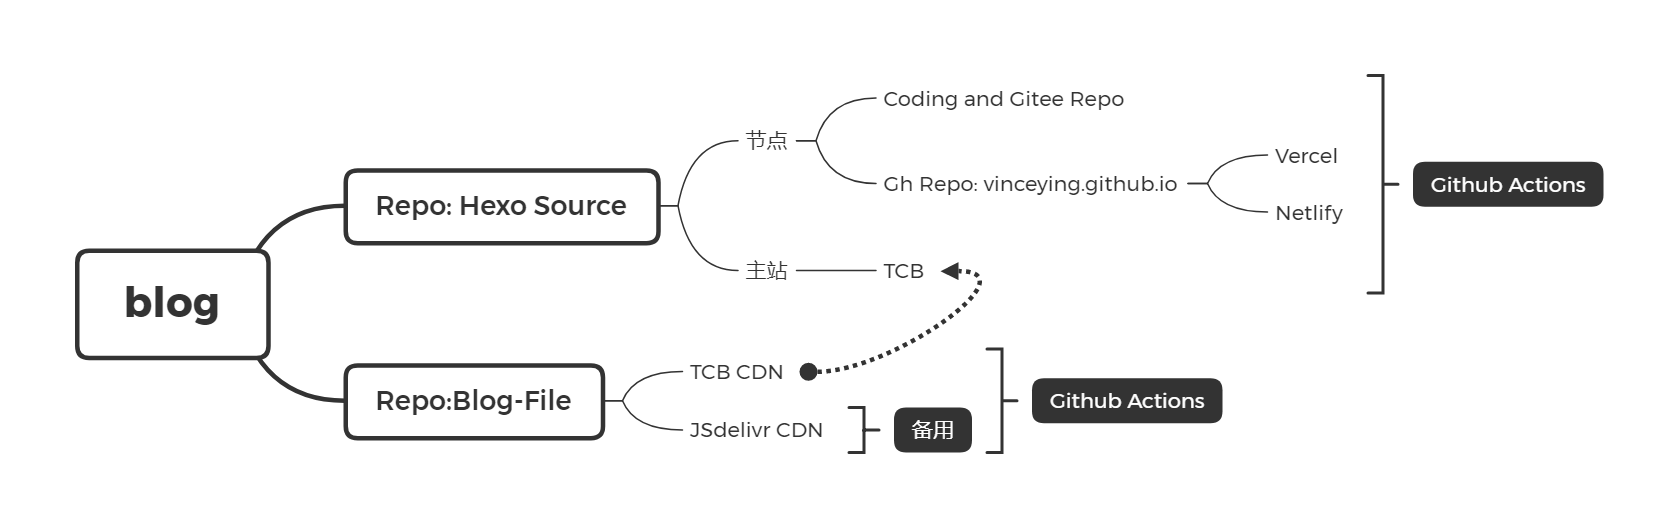 blog
Repo: Hexo Source
节点
Coding and Gitee Repo
Gh Repo: vinceying.github.io
Vercel
Netlify
主站
TCB
Github Actions
Repo:Blog-File
TCB CDN
JSdelivr CDN
备用
Github Actions